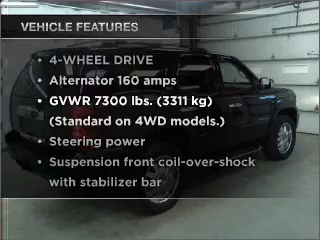 VEHICLE FEATURES
• 4-WHEEL DRIVE
• Alternator 160 amps
• GVWR 7300 lbs. (3311 kg)
(Standard on 4WD models.)
• Steering power
• Suspension front coil-over-shock
with stabilizer bar